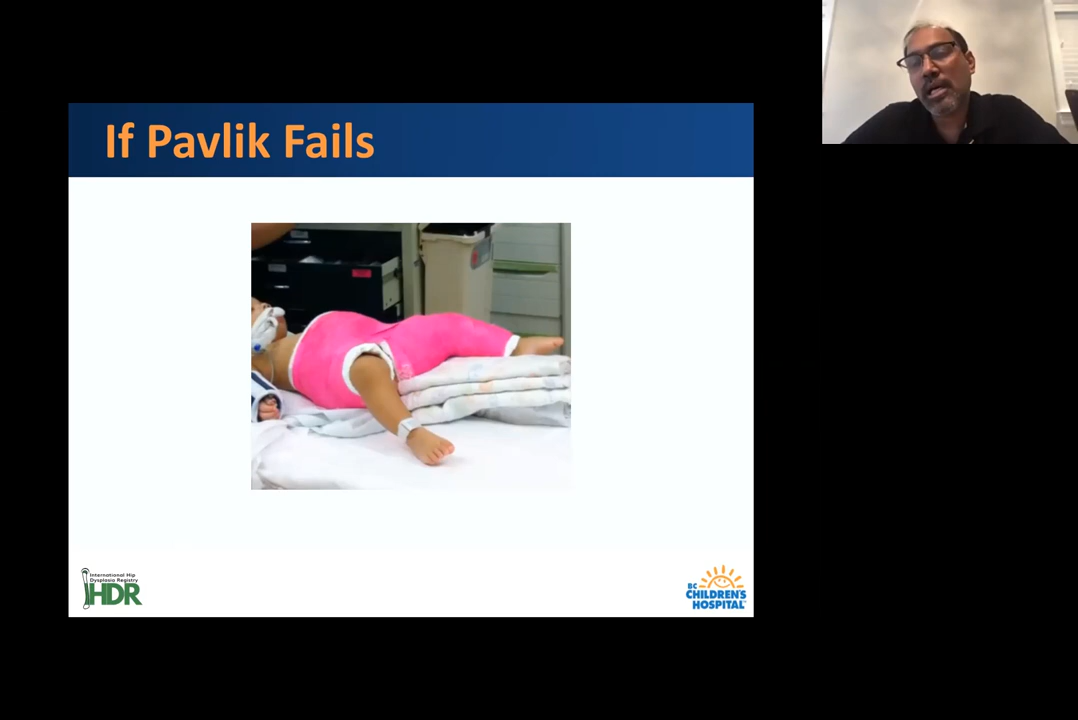 If Pavlik Fails
International Hip
Dysplasia Registry
IHDR
BC
CHILDREN'S
HOSPITAL